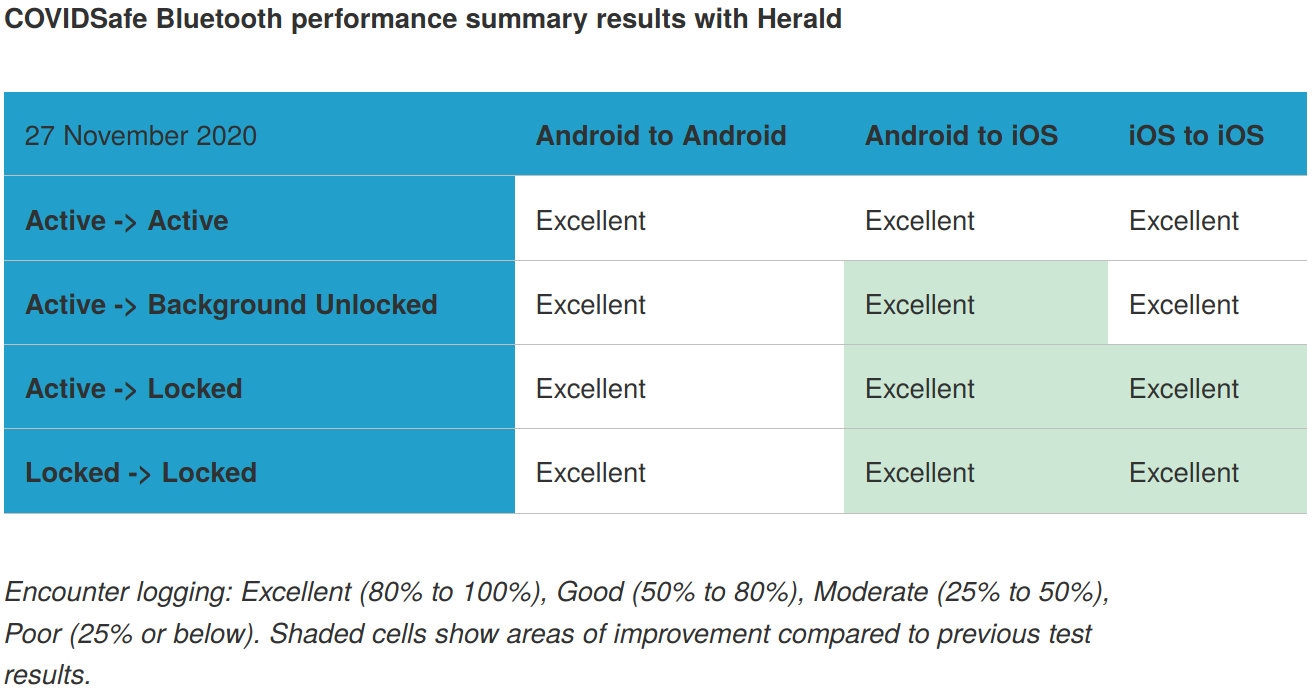 COVIDSafe Bluetooth performance summary results with Herald
27 November 2020 Android to Android Android to iOS iOS to iOS
Active -> Active Excellent Excellent Excellent
Active -> Background Unlocked Excellent Excellent Excellent
Active -> Locked Excellent Excellent Excellent
Locked -> Locked Excellent Excellent Excellent
Encounter logging: Excellent (80% to 100%), Good (50% to 80%), Moderate (25% to 50%),
Poor (25% or below). Shaded cells show areas of improvement compared to previous test
results.